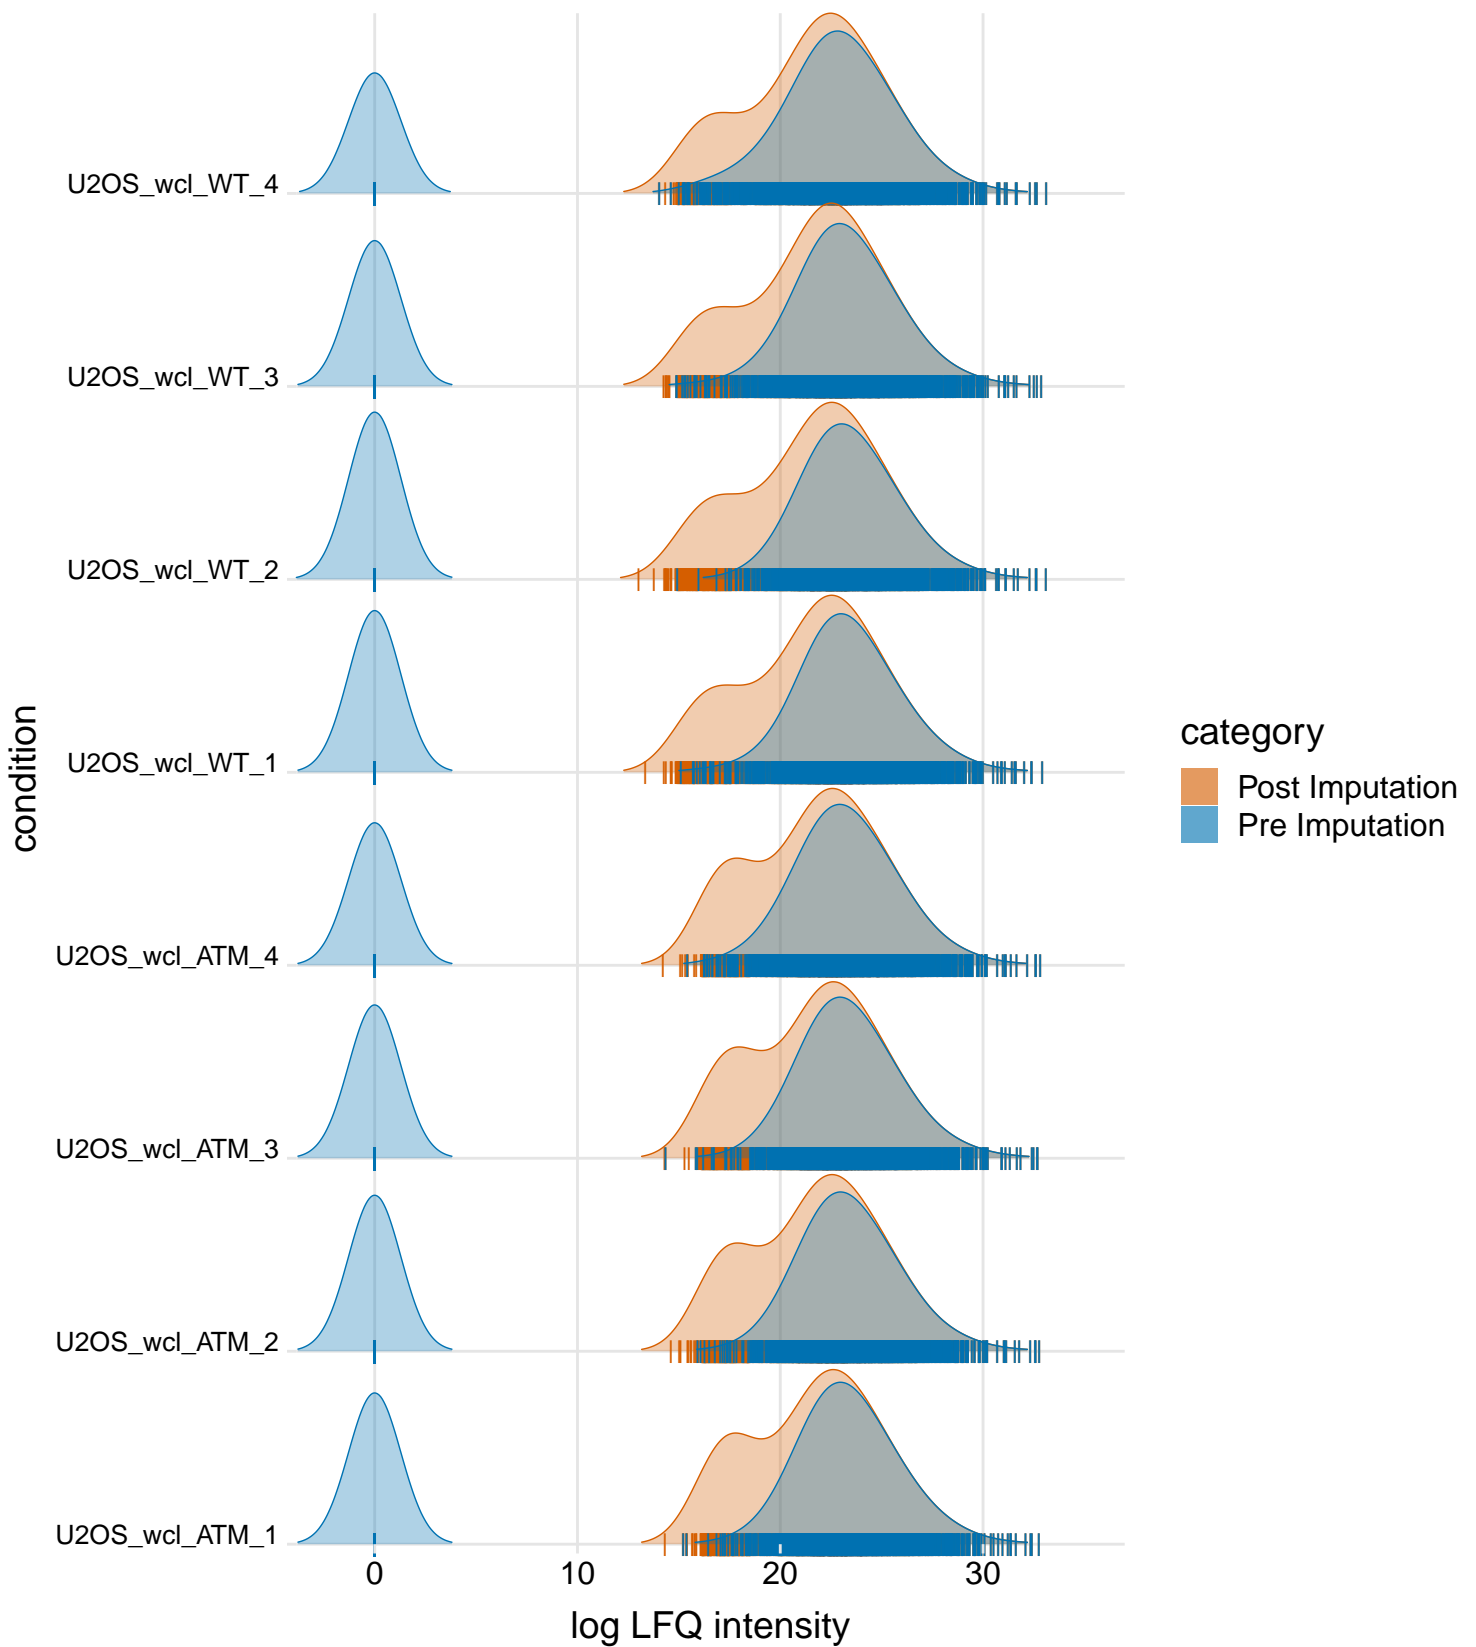 U2OS_wcl_WT_4
U2OS_wcl_WT_3
U2OS_wcl_WT_2
U2OS_wcl_WT_1
U2OS_wcl_ATM_4
U2OS_wcl_ATM_3
U2OS_wcl_ATM_2
U2OS_wcl_ATM_1
condition
0 10 20 30
log LFQ intensity
category
Post Imputation
Pre Imputation